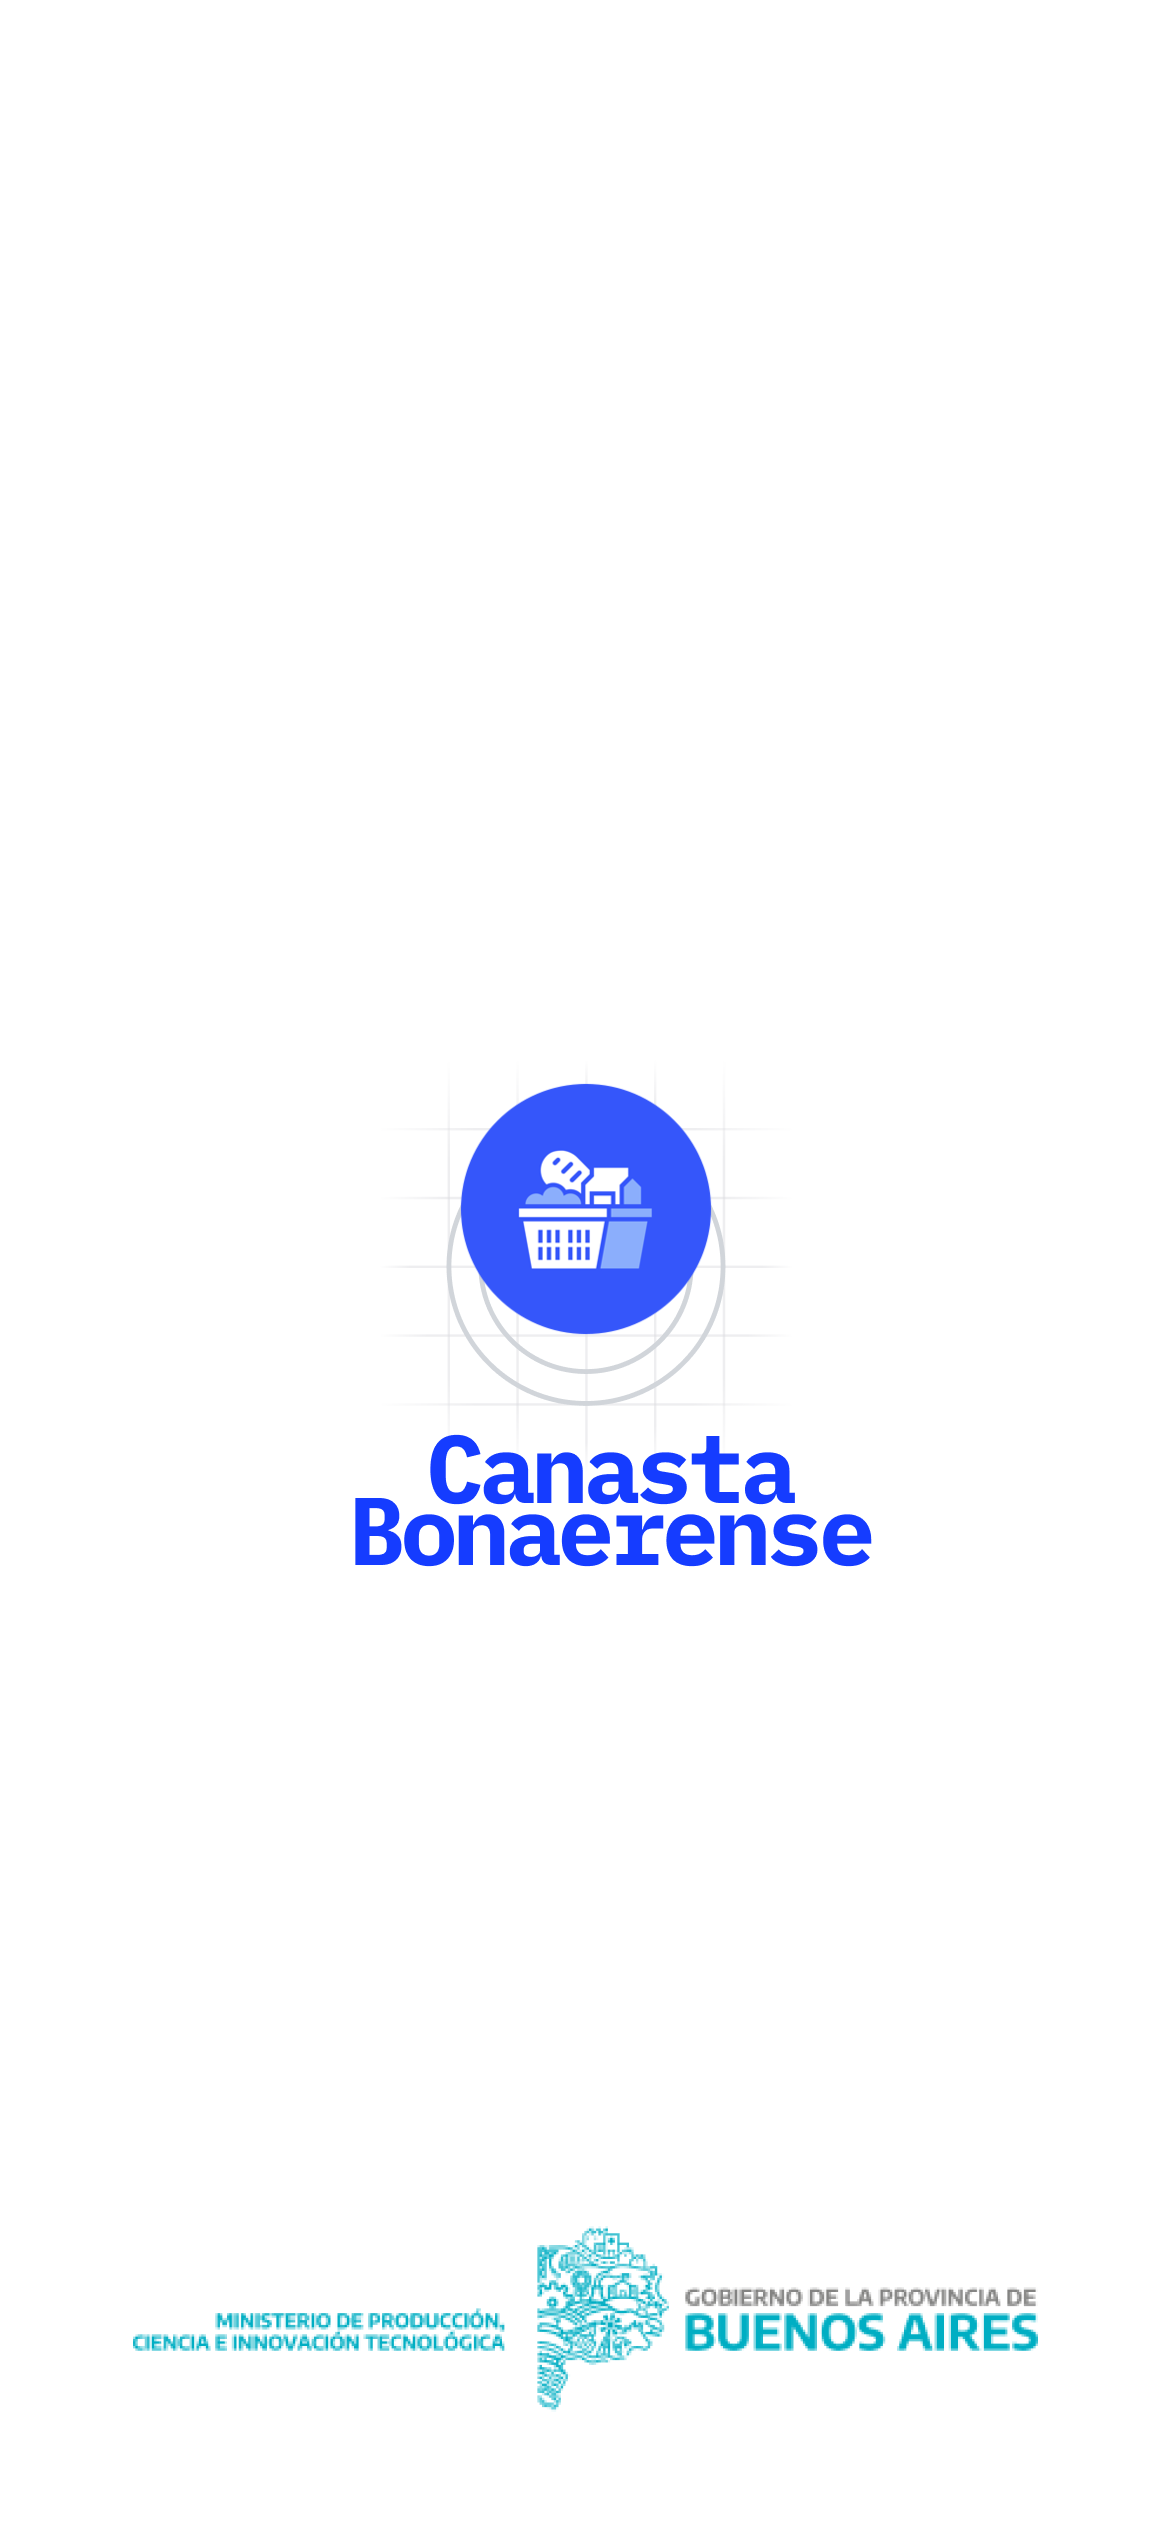 Canasta
Bonaerense
MINISTERIO DE PRODUCCIÓN,
CIENCIA E INNOVACIÓN TECNOLÓGICA
GOBIERNO DE LA PROVINCIA DE
BUENOS AIRES